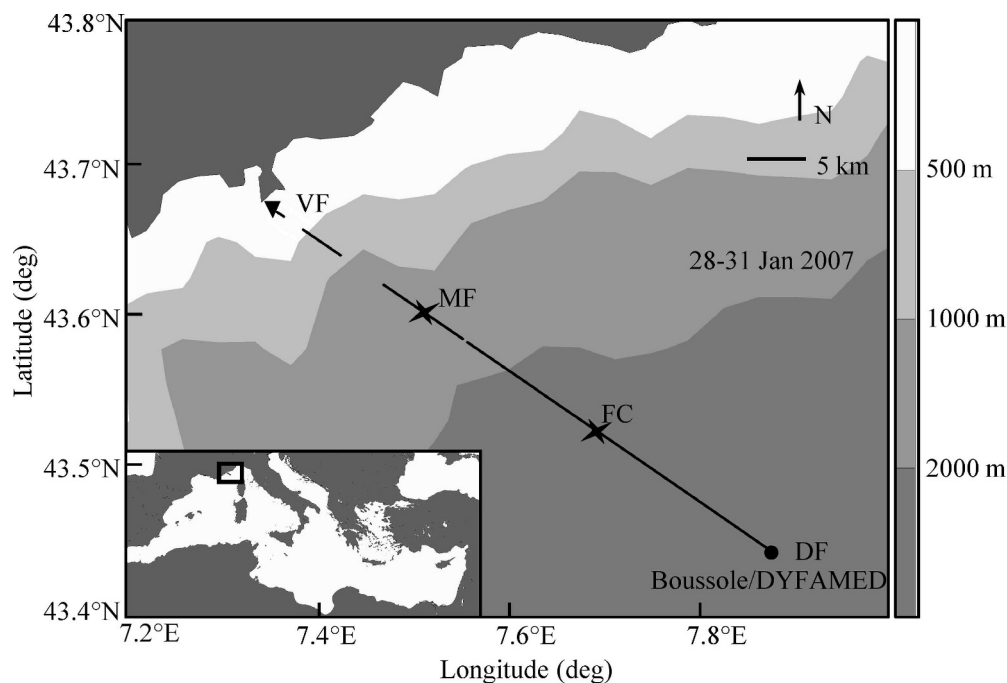 43.8°N
N
43.7°N
5 km
500 m
VF
28-31 Jan 2007
MF
43.6°N
1000 m
Latitude (deg)
FC
43.5°N
2000 m
DF
Boussole/DYFAMED
43.4°N
7.2°E
7.4°E
7.6°E
7.8°E
Longitude (deg)